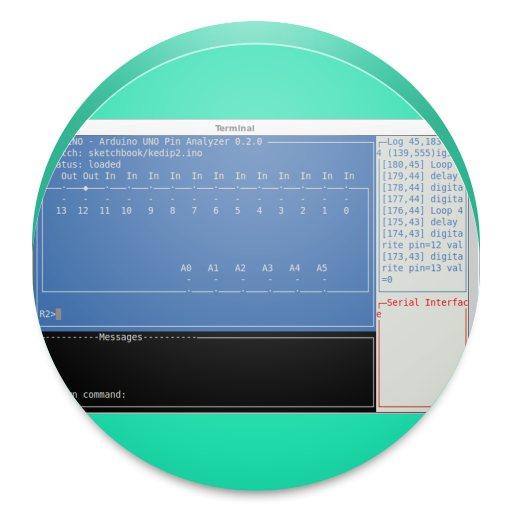 Terminal
NO - Arduino UNO Pin Analyzer 0.2.0
tch: sketchbook/kedip2.ino
atus: loaded
Out Out In In In In In In In In In In In In
13 12 11 10 9 8 7 6 5 4 3 2 1 0
A0 A1 A2 A3 A4 A5
R2>
Messages
n command:
Log 45,183
4 (139,555)ig.
[180,45] Loop
[179,44] delay
[178,44] digita
[177,44] digita
[176,44] Loop 4
[175,43] delay
[174,43] digita
rite pin=12 val
[173,43] digita
rite pin=13 val
=0
Serial Interfac
e